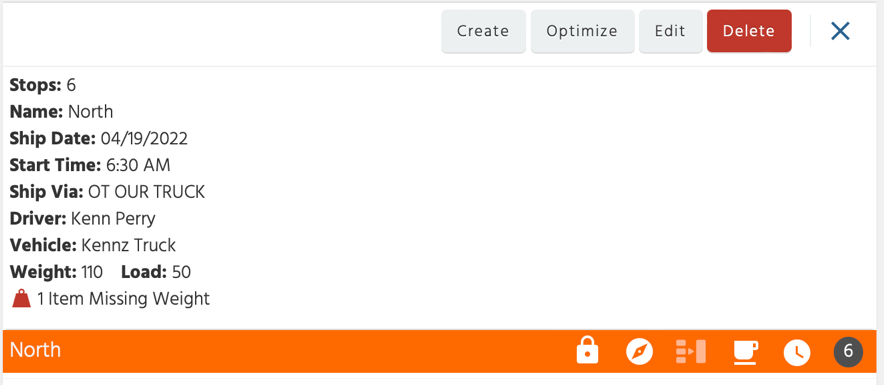 Create Optimize Edit Delete
Stops: 6
Name: North
Ship Date: 04/19/2022
Start Time: 6:30 AM
Ship Via: OT OUR TRUCK
Driver: Kenn Perry
Vehicle: Kennz Truck
Weight: 110 Load: 50
1 Item Missing Weight
North 6